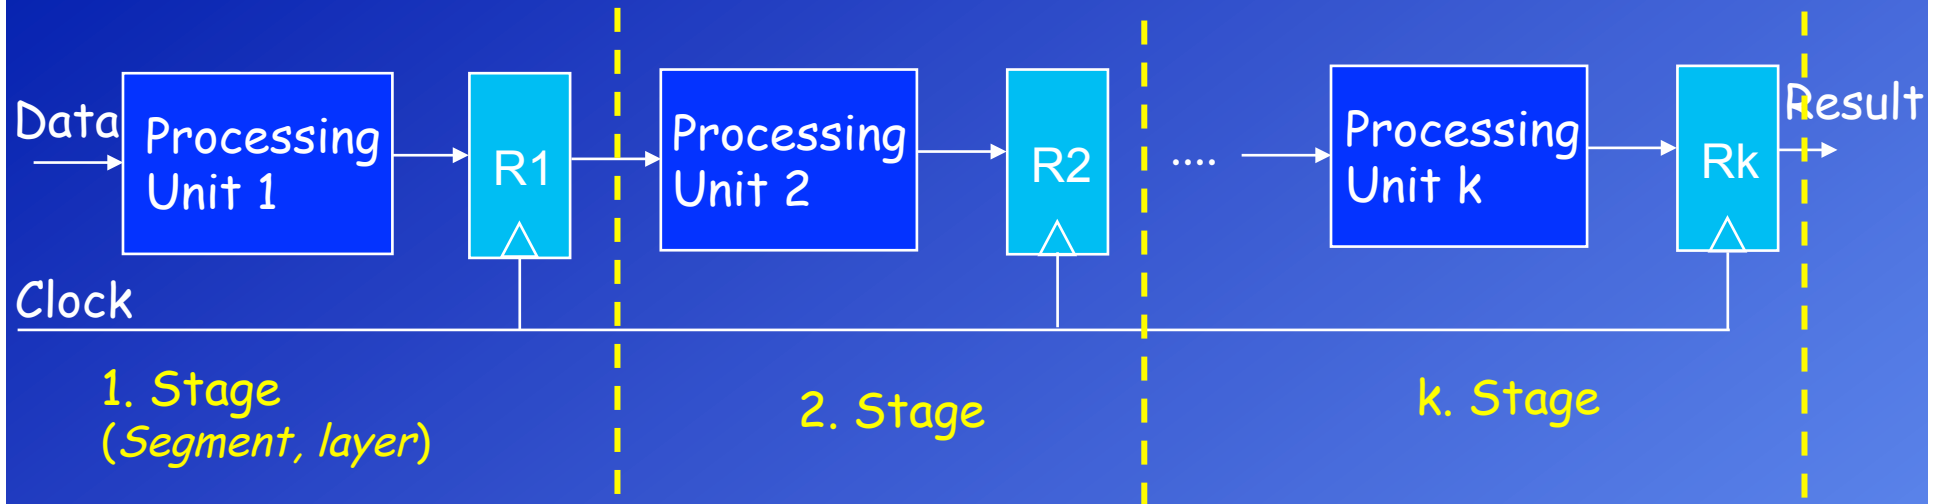 Data
Processing
Unit 1
R1
Processing
Unit 2
R2
....
Processing
Unit k
Rk
Result
Clock
1. Stage
(Segment, layer)
2. Stage
k. Stage